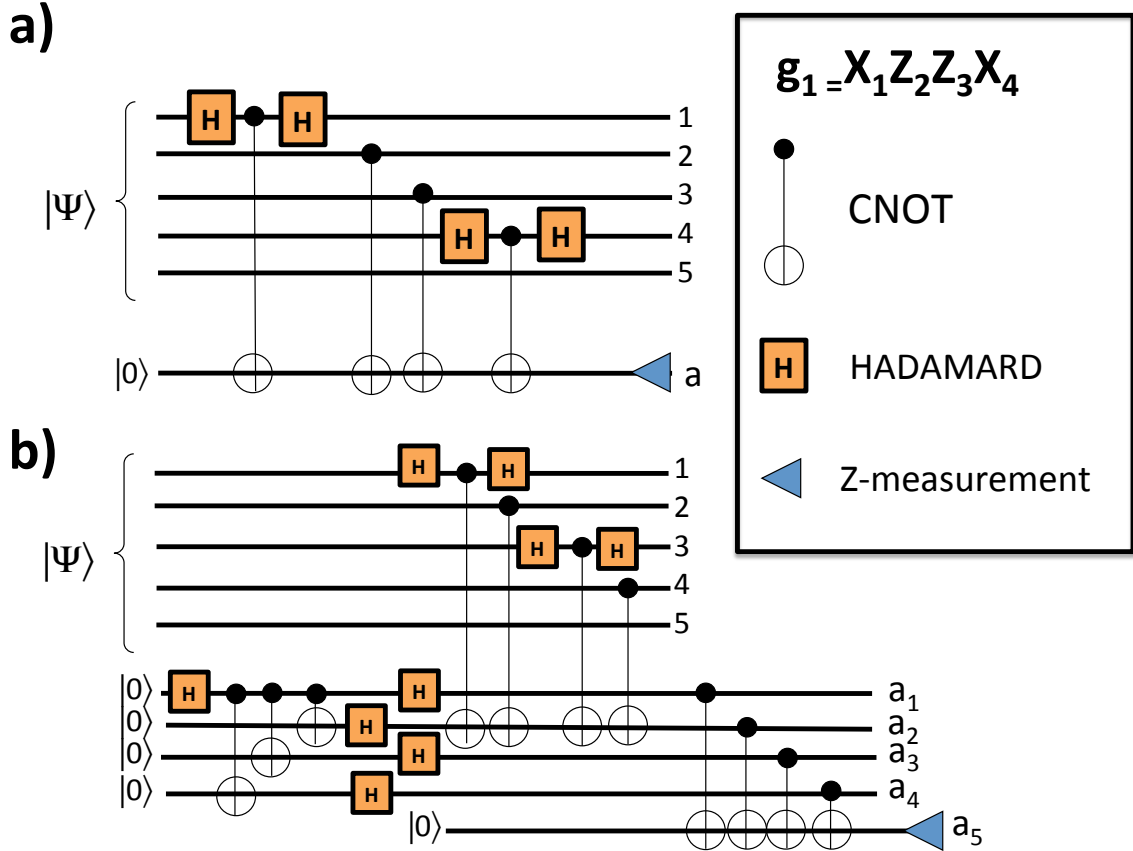 a)
H H 1
2
3
|Ψ⟩ H H 4
5
|0⟩ a
b)
H H 1
2
H H 3
|Ψ⟩ 4
5
|0⟩ H H a1
|0⟩ H a2
|0⟩ H a3
|0⟩ H a4
|0⟩ a5
g1 =X1Z2Z3X4
CNOT
H HADAMARD
Z-measurement